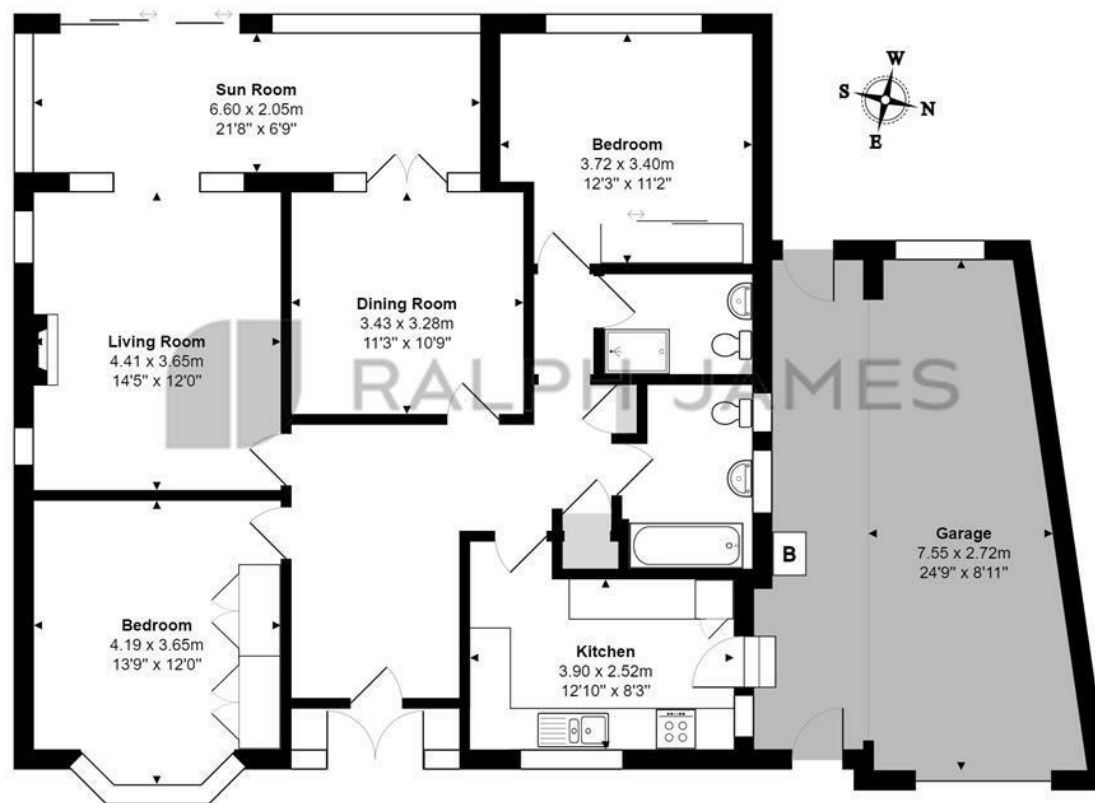 Sun Room
6.60 x 2.05m
21'8" x 6'9"
Bedroom
3.72 x 3.40m
12'3" x 11'2"
W
S
N
E
Living Room
4.41 x 3.65m
14'5" x 12'0"
Dining Room
3.43 x 3.28m
11'3" x 10'9"
RALPH JAMES
Garage
7.55 x 2.72m
24'9" x 8'11"
B
Bedroom
4.19 x 3.65m
13'9" x 12'0"
Kitchen
3.90 x 2.52m
12'10" x 8'3"